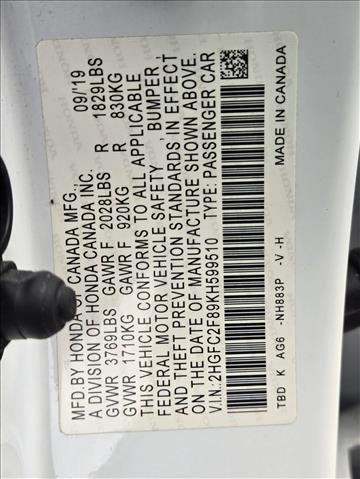 MFD.BY HONDA OF CANADA MFG., 09/'19
A DIVISION OF HONDA CANADA INC.
GVWR 3769LBS GAWR F 2028LBS R 1829LBS
GVWR 1710KG GAWR F 920KG R 830KG
THIS VEHICLE CONFORMS TO ALL APPLICABLE
FEDERAL MOTOR VEHICLE SAFETY, BUMPER,
AND THEFT PREVENTION STANDARDS IN EFFECT
ON THE DATE OF MANUFACTURE SHOWN ABOVE.
V.I.N.: 2HGFC2F89KH599510 TYPE: PASSENGER CAR
TBD K AG6 -NH883P -V -H MADE IN CANADA